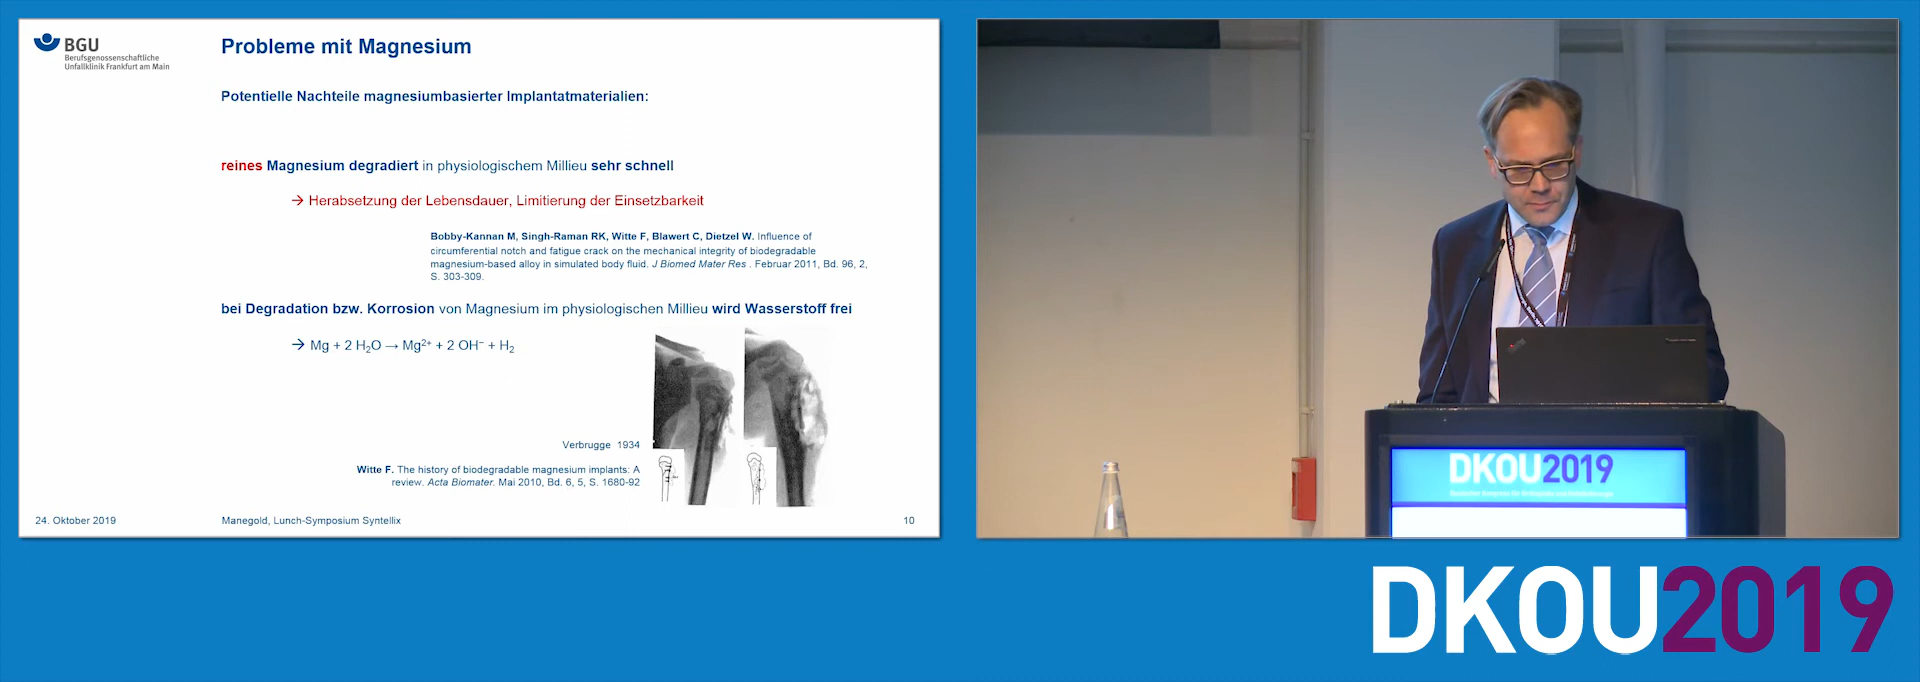 BGU
Berufsgenossenschaftliche
Unfallklinik Frankfurt am Main
Probleme mit Magnesium
Potentielle Nachteile magnesiumbasierter Implantatmaterialien:
reines Magnesium degradiert in physiologischem Millieu sehr schnell
→ Herabsetzung der Lebensdauer, Limitierung der Einsetzbarkeit
Bobby-Kannan M, Singh-Raman RK, Witte F, Blawert C, Dietzel W. Influence of
circumferential notch and fatigue crack on the mechanical integrity of biodegradable
magnesium-based alloy in simulated body fluid. J Biomed Mater Res . Februar 2011, Bd. 96, 2,
S. 303-309.
bei Degradation bzw. Korrosion von Magnesium im physiologischen Millieu wird Wasserstoff frei
→ Mg + 2 H₂O → Mg²⁺ + 2 OH⁻ + H₂
Verbrugge 1934
Witte F. The history of biodegradable magnesium implants: A
review. Acta Biomater. Mai 2010, Bd. 6, 5, S. 1680-92
24. Oktober 2019
Manegold, Lunch-Symposium Syntellix
10
DKOU2019
DKOU2019